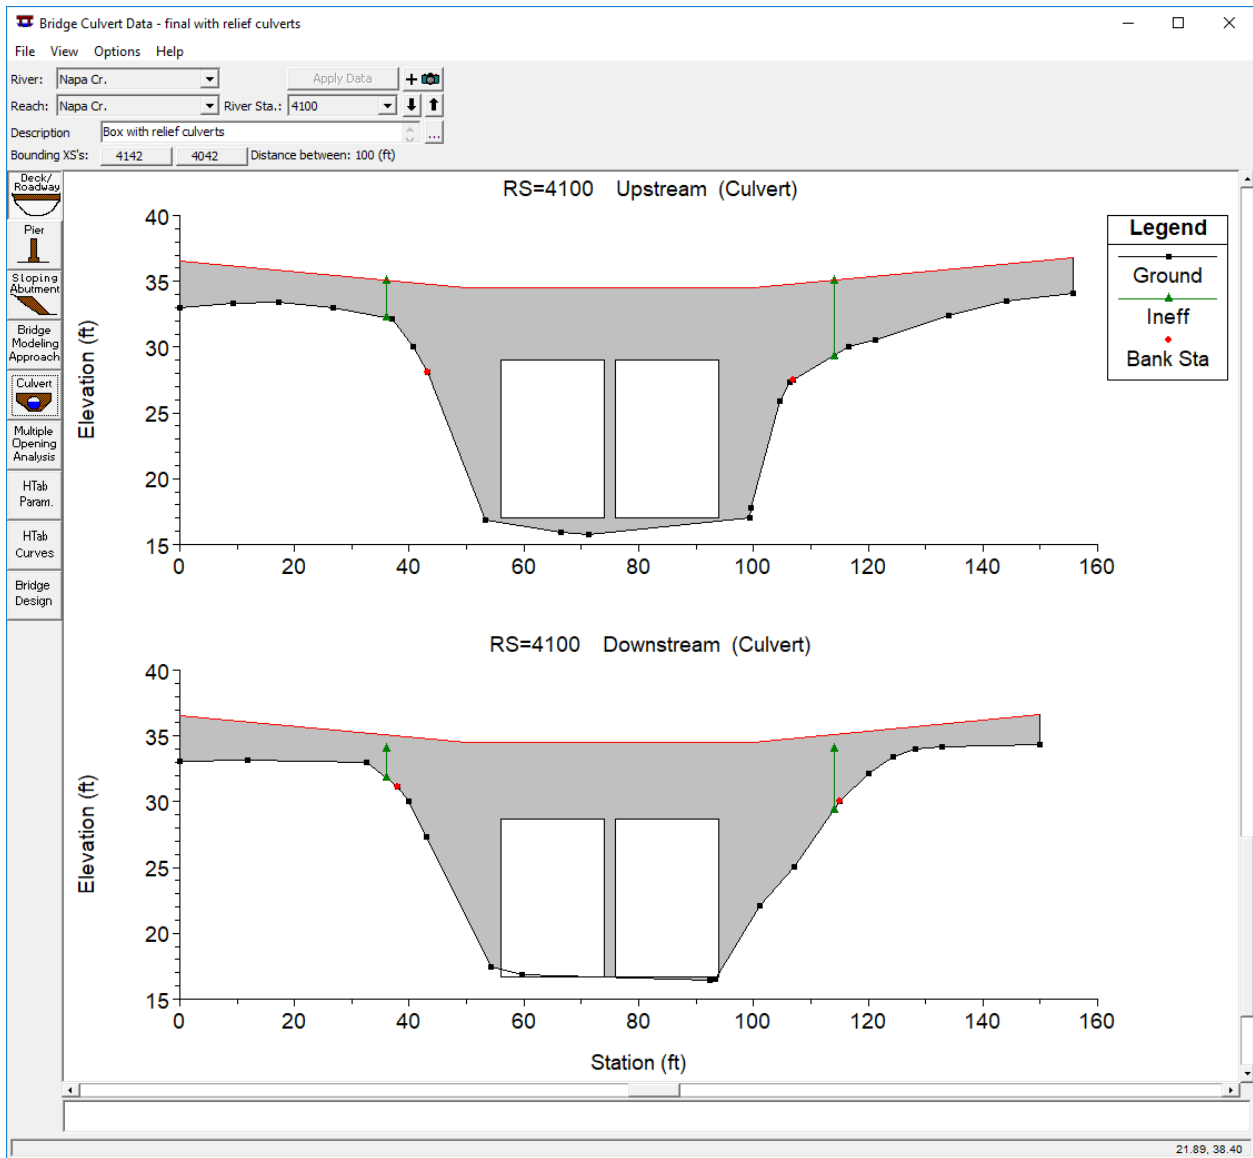 Bridge Culvert Data - final with relief culverts
File View Options Help
River: Napa Cr. Apply Data +
Reach: Napa Cr. River Sta.: 4100
Description Box with relief culverts ...
Bounding XS's: 4142 4042 Distance between: 100 (ft)
Deck/
Roadway
Pier
Sloping
Abutment
Bridge
Modeling
Approach
Culvert
Multiple
Opening
Analysis
HTab
Param.
HTab
Curves
Bridge
Design
RS=4100 Upstream (Culvert)
40
35
30
25
20
15
Elevation (ft)
0 20 40 60 80 100 120 140 160
Legend
Ground
Ineff
Bank Sta
RS=4100 Downstream (Culvert)
40
35
30
25
20
15
Elevation (ft)
0 20 40 60 80 100 120 140 160
Station (ft)
21.89, 38.40